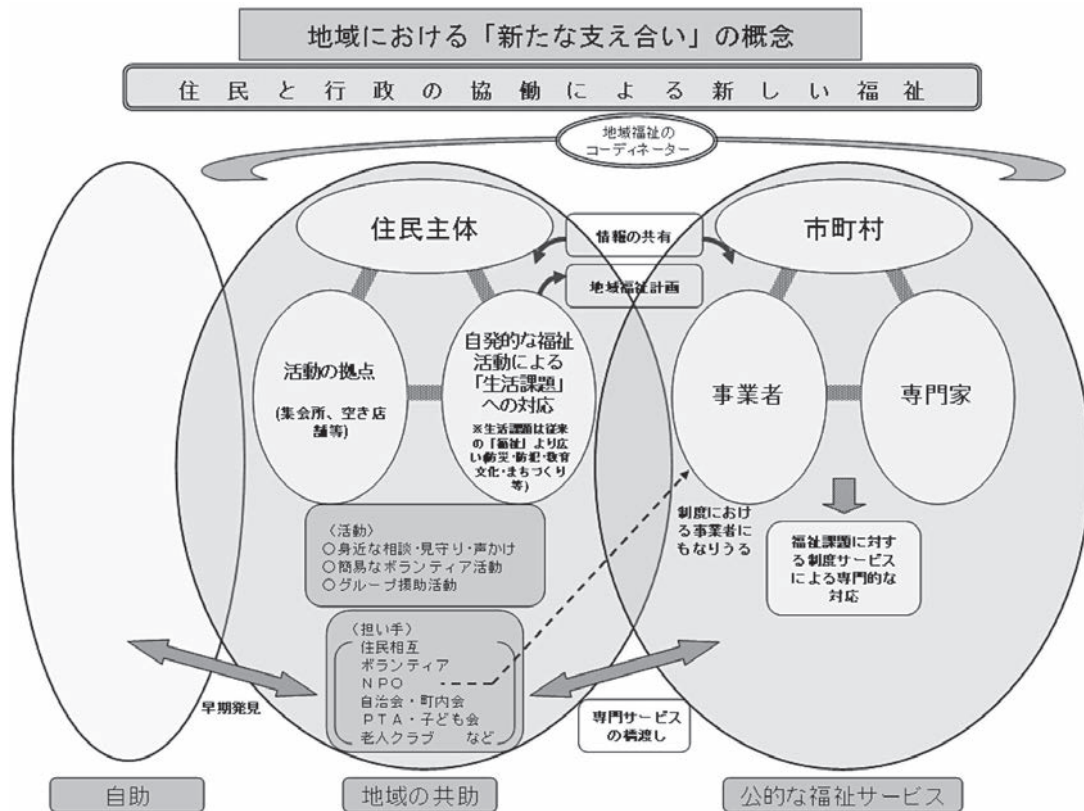 地域における「新たな支え合い」の概念
住民と行政の協働による新しい福祉
地域福祉の
コーディネーター
住民主体
情報の共有
市町村
地域福祉計画
活動の拠点
(集会所、空き店
舗等)
自発的な福祉
活動による
「生活課題」
への対応
※生活課題は従来
の「福祉」より広
い(防災・防犯・教育
文化・まちづくり
等)
事業者
専門家
〈活動〉
○身近な相談・見守り・声かけ
○簡易なボランティア活動
○グループ援助活動
制度におけ
る事業者に
もなりうる
福祉課題に対す
る制度サービス
による専門的な
対応
〈担い手〉
住民相互
ボランティア
NPO
自治会・町内会
PTA・子ども会
老人クラブ など
早期発見
専門サービス
の橋渡し
自助
地域の共助
公的な福祉サービス